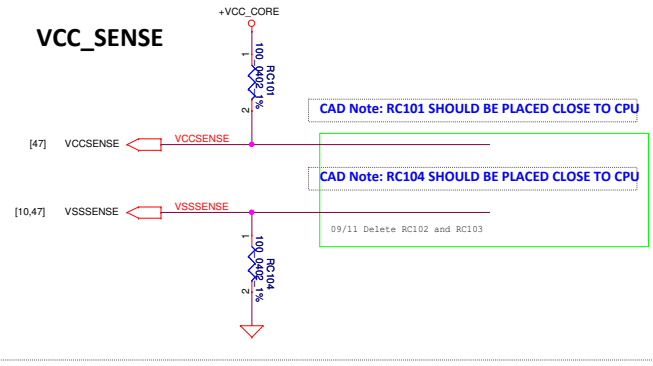 +VCC_CORE
VCC_SENSE
1
100_0402_1%
RC101
2
CAD Note: RC101 SHOULD BE PLACED CLOSE TO CPU
[47] VCCSENSE VCCSENSE
CAD Note: RC104 SHOULD BE PLACED CLOSE TO CPU
[10,47] VSSSENSE VSSSENSE
09/11 Delete RC102 and RC103
1
100_0402_1%
RC104
2